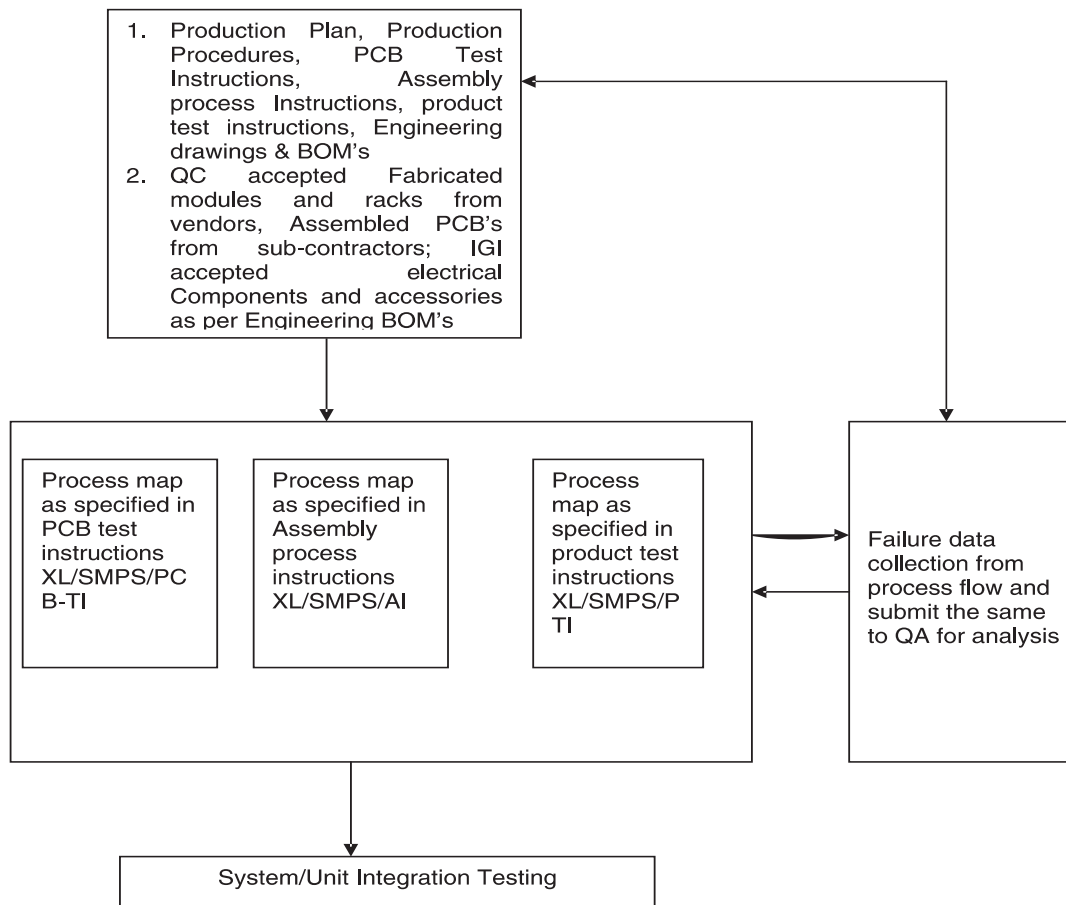 1. Production Plan, Production
Procedures, PCB Test
Instructions, Assembly
process Instructions, product
test instructions, Engineering
drawings & BOM's
2. QC accepted Fabricated
modules and racks from
vendors, Assembled PCB's
from sub-contractors; IGI
accepted electrical
Components and accessories
as per Engineering BOM's
Process map
as specified in
PCB test
instructions
XL/SMPS/PC
B-TI
Process map
as specified in
Assembly
process
instructions
XL/SMPS/AI
Process
map as
specified in
product test
instructions
XL/SMPS/P
TI
Failure data
collection from
process flow and
submit the same
to QA for analysis
System/Unit Integration Testing